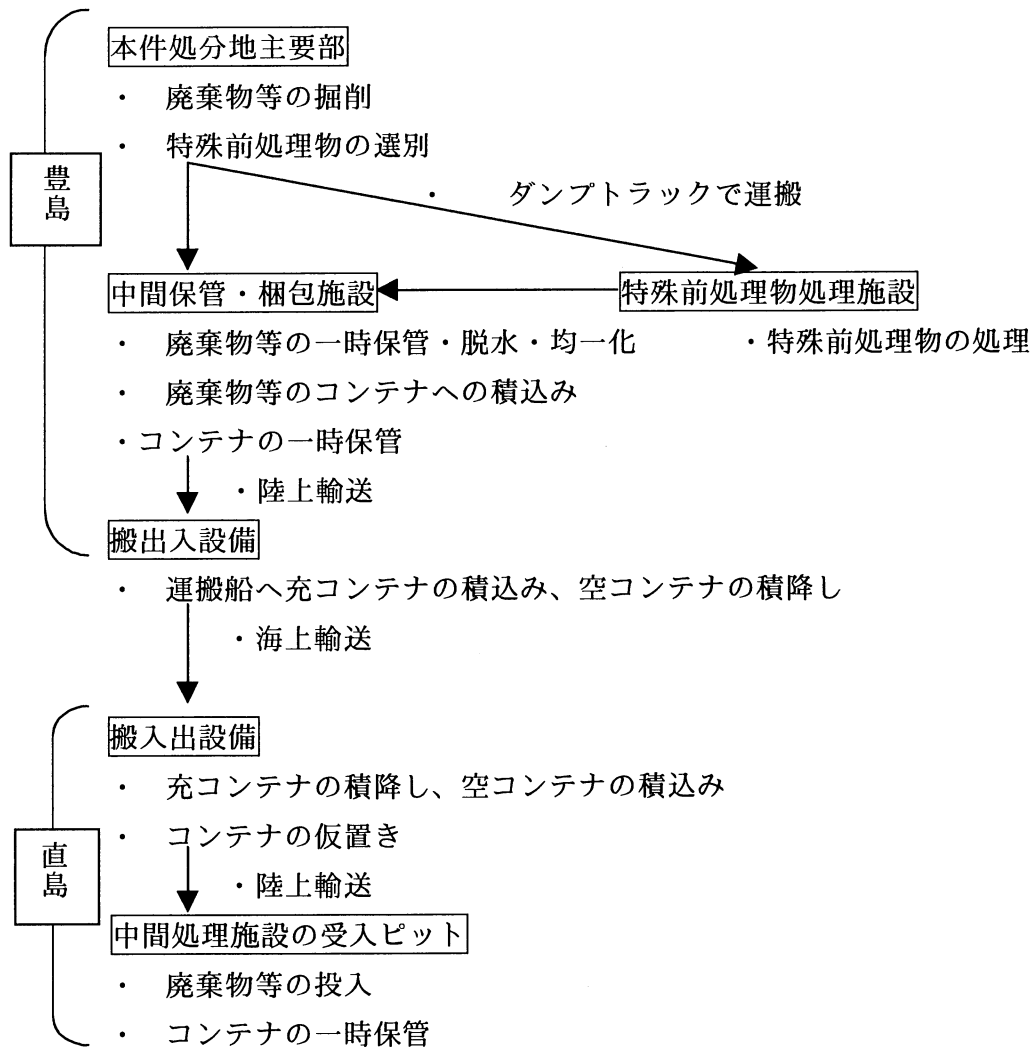 本件処分地主要部
・ 廃棄物等の掘削
・ 特殊前処理物の選別
豊島
・ ダンプトラックで運搬
中間保管・梱包施設
特殊前処理物処理施設
・ 廃棄物等の一時保管・脱水・均一化
・特殊前処理物の処理
・ 廃棄物等のコンテナへの積込み
・コンテナの一時保管
・陸上輸送
搬出入設備
・ 運搬船へ充コンテナの積込み、空コンテナの積降し
・海上輸送
搬入出設備
・ 充コンテナの積降し、空コンテナの積込み
・ コンテナの仮置き
直島
・陸上輸送
中間処理施設の受入ピット
・ 廃棄物等の投入
・ コンテナの一時保管